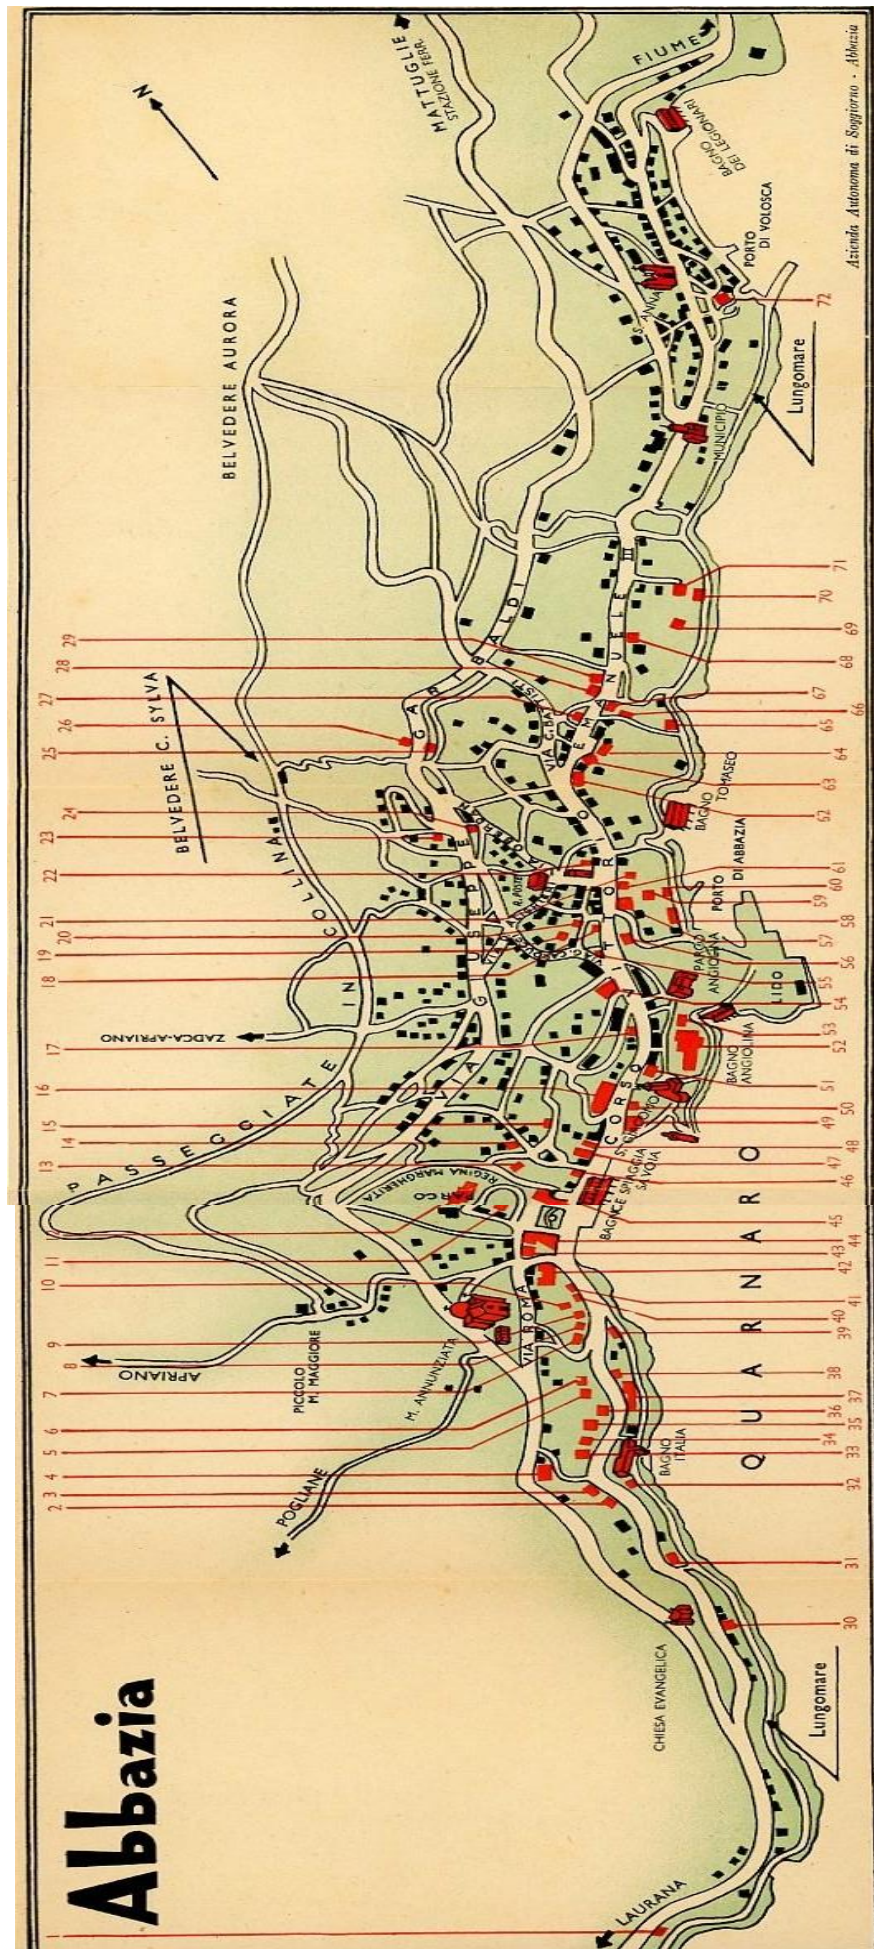 Abbazia
N
MATTUGLIE
STAZIONE FERR.
FIUME
BAGNO
DEI LEGIONARI
PORTO
DI VOLOSCA
S. ANNA
MUNICIPIO
Lungomare
Azienda Autonoma di Soggiorno - Abbazia
BELVEDERE AURORA
BELVEDERE C. SYLVA
PASSEGGIATE IN COLLINA
ZADCA-APRIANO
APRIANO
PICCOLO
M. MAGGIORE
POGLIANE
M. ANNUNZIATA
VIA GIUSEPPE GARIBALDI
VIA C. BATTISTI
CORSO VITTORIO EMANUELE III
R. POSTE
PARCO
REGINA MARGHERITA
VIA ROMA
BAGNO
TOMASEO
PORTO
DI ABBAZIA
PARCO
ANGIOLINA
LIDO
BAGNO
ANGIOLINA
S. GIACOMO
SPIAGGIA
SAVOIA
QUARNARO
BAGNO
ITALIA
CHIESA EVANGELICA
Lungomare
LAURANA
1
2
3
4
5
6
7
8
9
10
11
13
14
15
16
17
18
19
20
21
22
23
24
25
26
27
28
29
30
31
32
33
34
35
36
37
38
39
40
41
42
43
44
45
46
47
48
49
50
51
52
53
54
55
56
57
58
59
60
61
62
63
64
65
66
67
68
69
70
71
72